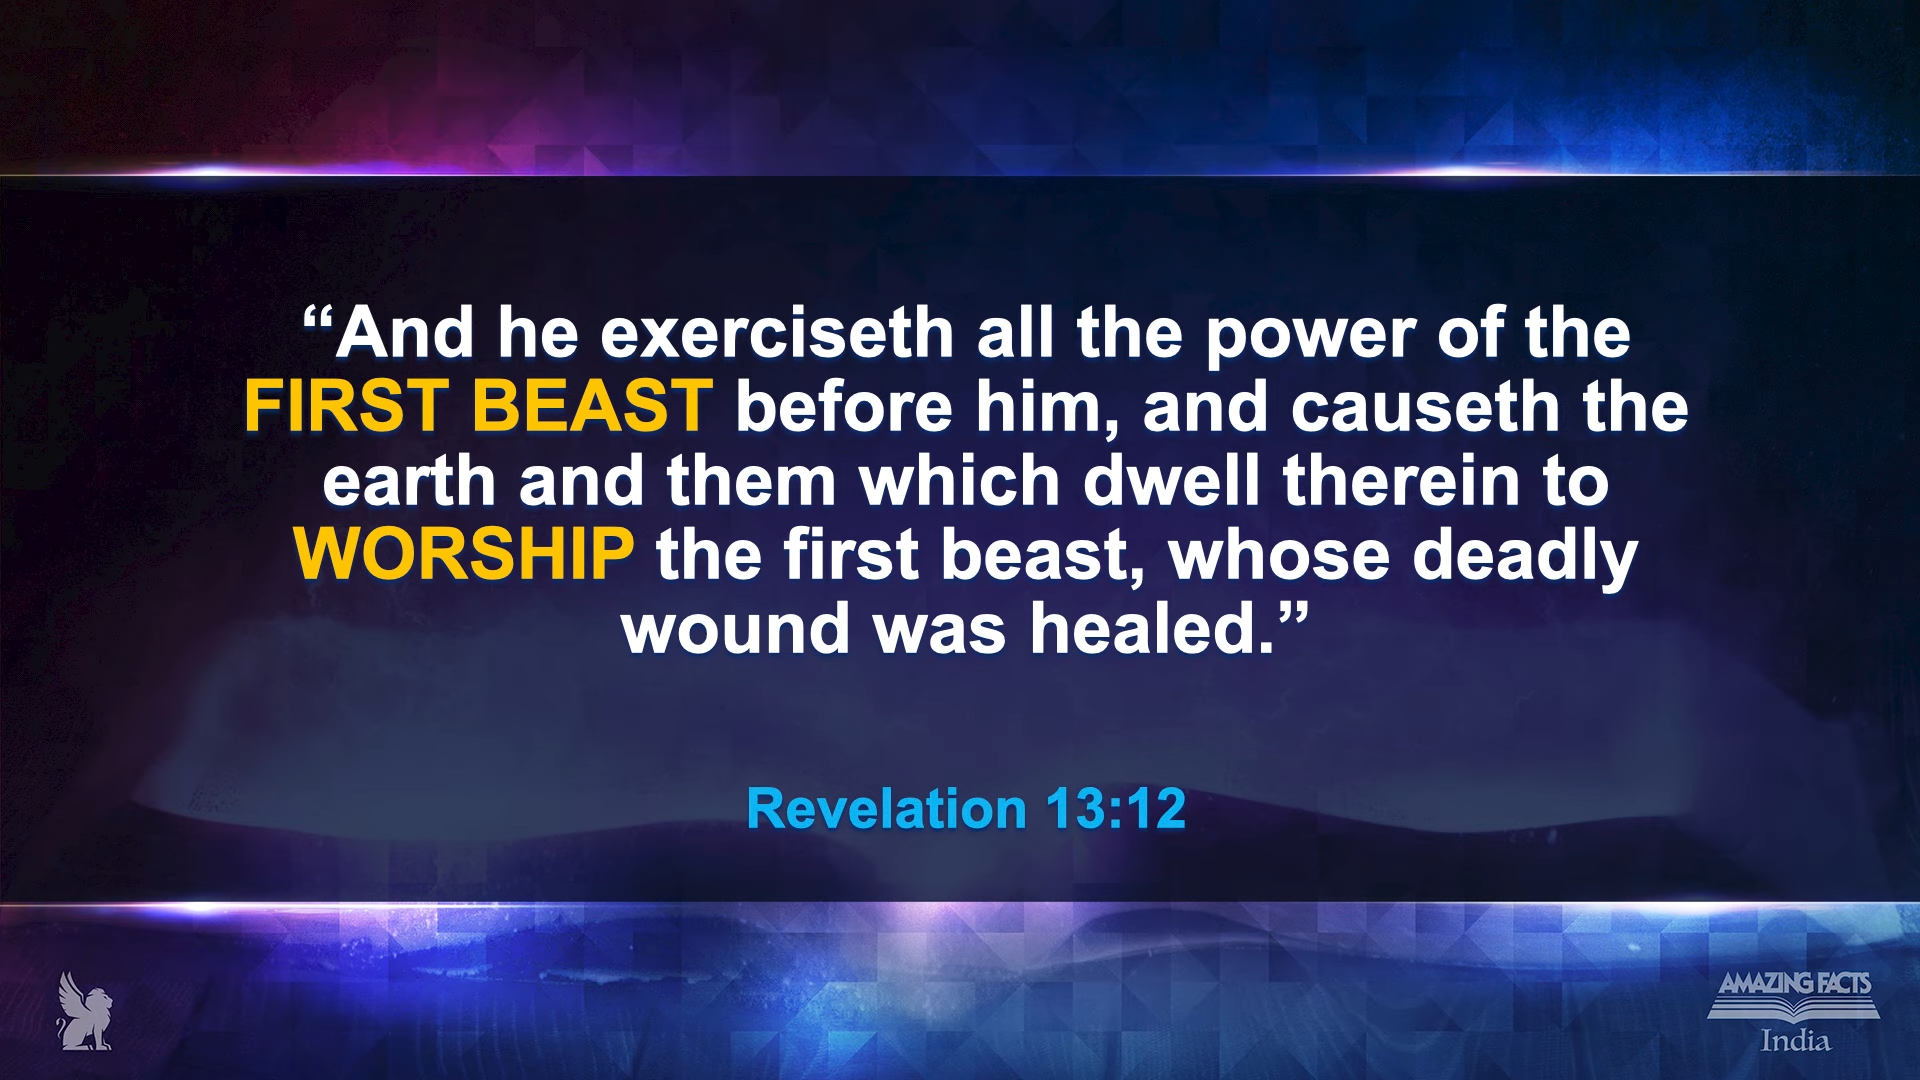 “And he exerciseth all the power of the
FIRST BEAST before him, and causeth the
earth and them which dwell therein to
WORSHIP the first beast, whose deadly
wound was healed.”
Revelation 13:12
AMAZING FACTS
India